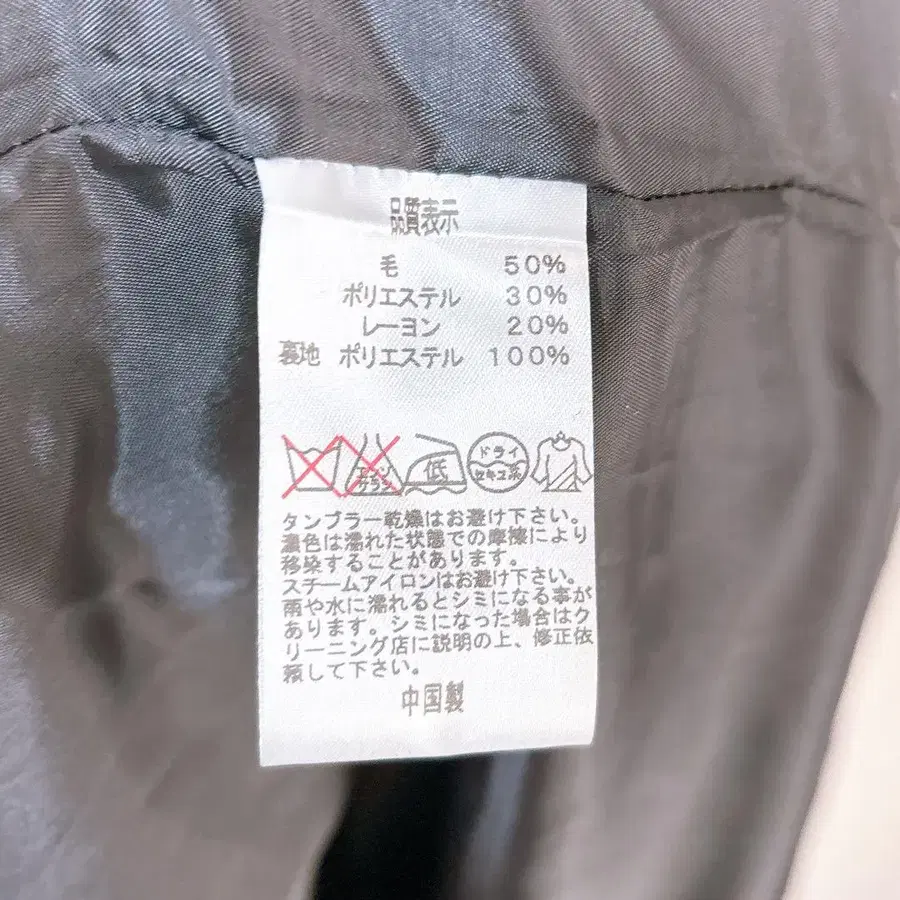 品質表示
毛 50%
ポリエステル 30%
レーヨン 20%
裏地 ポリエステル 100%
エンソ サラシ 低 ドライ セキユ系
タンブラー乾燥はお避け下さい。
濃色は濡れた状態での摩擦により
移染することがあります。
スチームアイロンはお避け下さい。
雨や水に濡れるとシミになる事が
あります。シミになった場合はク
リーニング店に説明の上、修正依
頼して下さい。
中国製